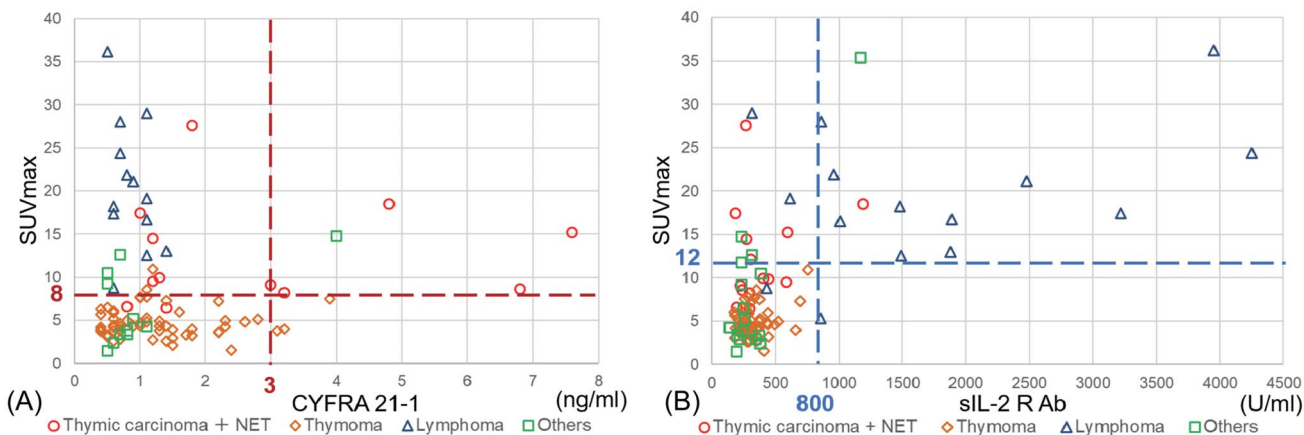 40
35
30
25
20
15
10
8
5
0
SUVmax
0 1 2 3 4 5 6 7 8
3
(A) CYFRA 21-1 (ng/ml)
Thymic carcinoma + NET Thymoma Lymphoma Others
40
35
30
25
20
15
12
10
5
0
SUVmax
0 500 1000 1500 2000 2500 3000 3500 4000 4500
800
(B) sIL-2 R Ab (U/ml)
Thymic carcinoma + NET Thymoma Lymphoma Others